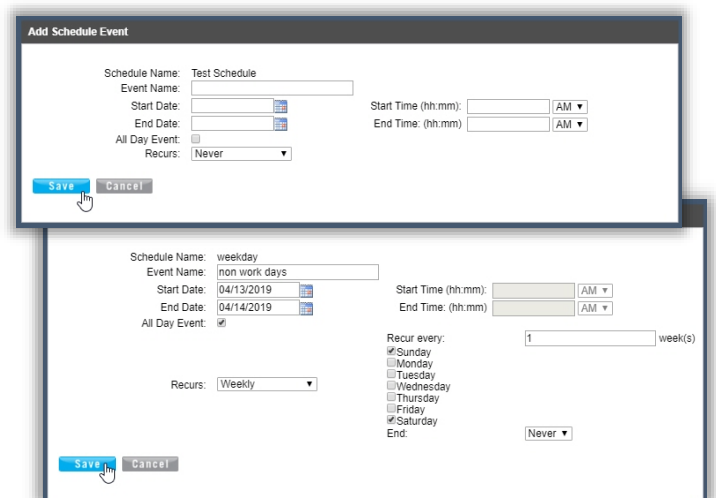 Add Schedule Event
Schedule Name: Test Schedule
Event Name:
Start Date: Start Time (hh:mm): AM
End Date: End Time: (hh:mm) AM
All Day Event:
Recurs: Never
Save Cancel
Schedule Name: weekday
Event Name: non work days
Start Date: 04/13/2019 Start Time (hh:mm): AM
End Date: 04/14/2019 End Time: (hh:mm) AM
All Day Event:
Recur every: 1 week(s)
Sunday
Monday
Tuesday
Recurs: Weekly Wednesday
Thursday
Friday
Saturday
End: Never
Save Cancel